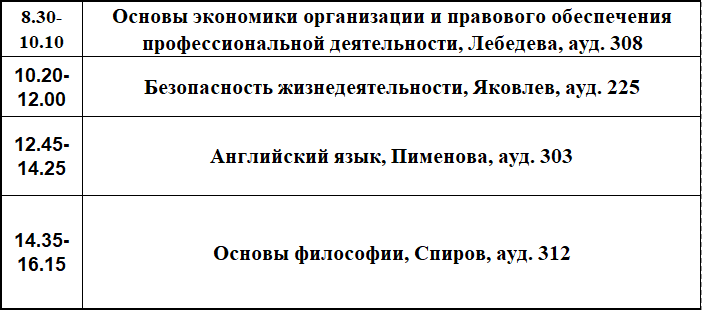 8.30-
10.10
Основы экономики организации и правового обеспечения
профессиональной деятельности, Лебедева, ауд. 308
10.20-
12.00
Безопасность жизнедеятельности, Яковлев, ауд. 225
12.45-
14.25
Английский язык, Пименова, ауд. 303
14.35-
16.15
Основы философии, Спиров, ауд. 312